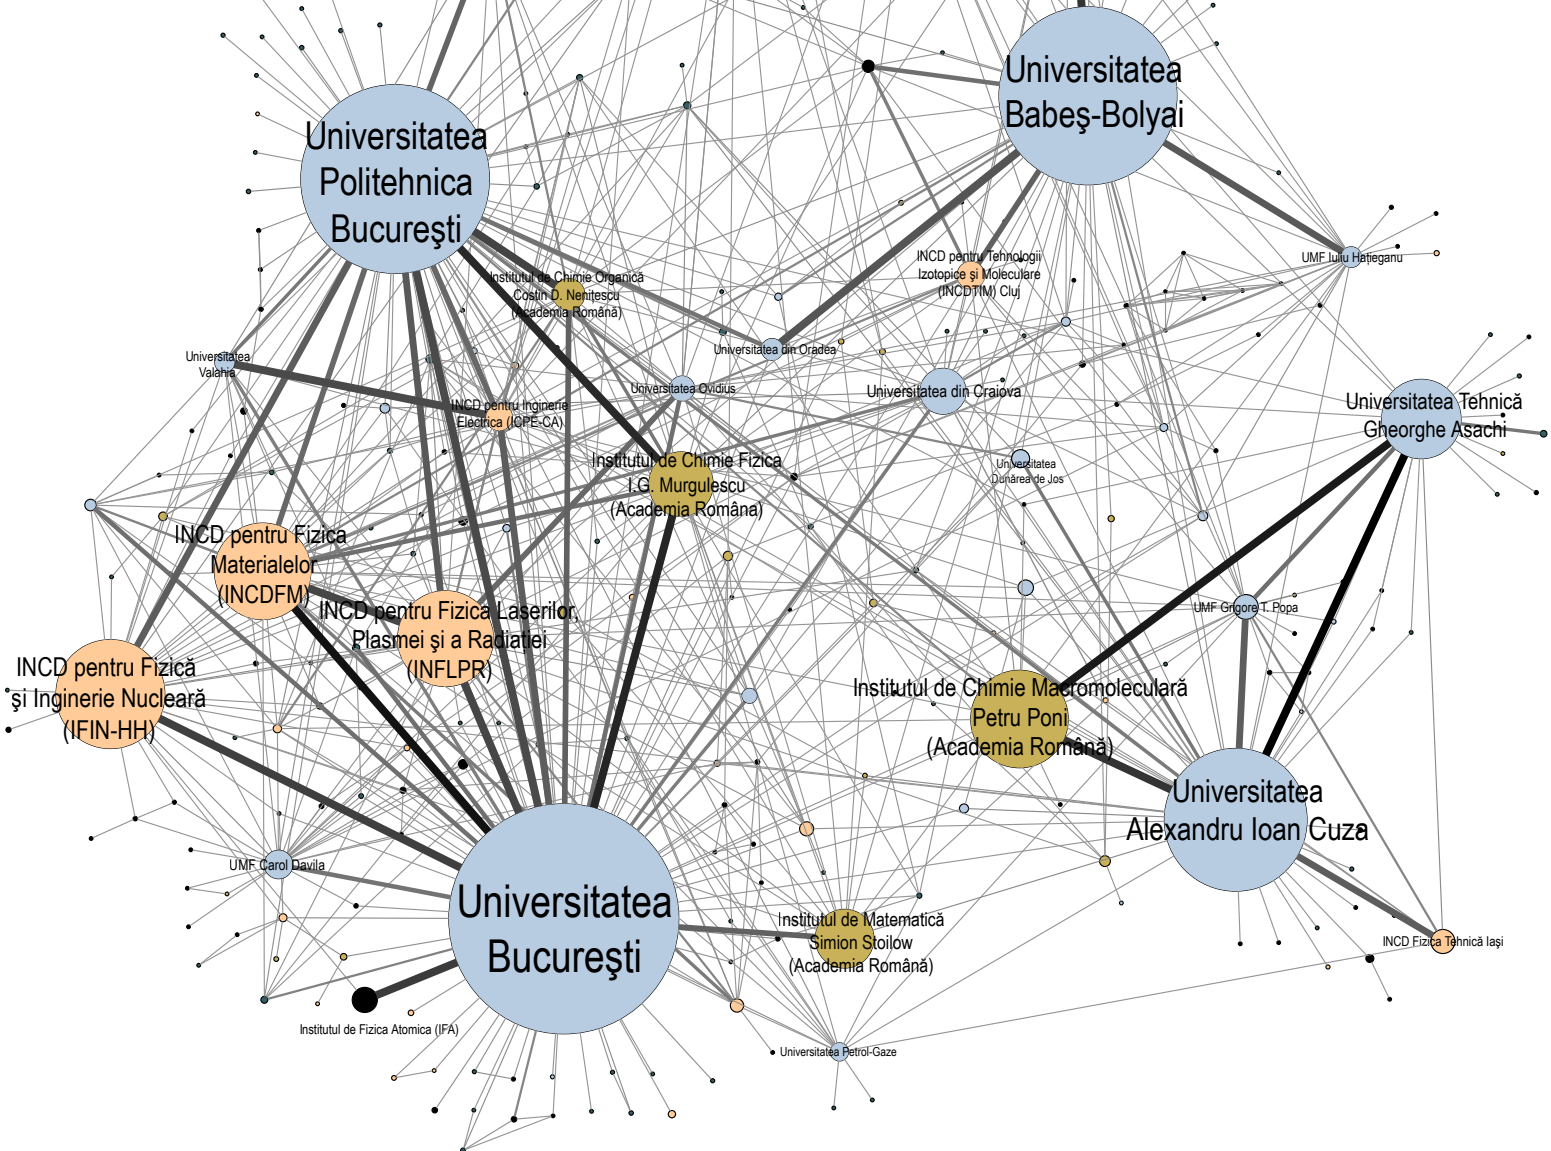 Universitatea
Babeş-Bolyai
Universitatea
Politehnica
Bucureşti
INCD pentru Tehnologii
Izotopice și Moleculare
(INCDTIM) Cluj
UMF Iuliu Hațieganu
Institutul de Chimie Organică
Costin D. Nenițescu
(Academia Română)
Universitatea din Oradea
Universitatea
Valahia
Universitatea Ovidius
Universitatea din Craiova
INCD pentru Inginerie
Electrica (ICPE-CA)
Universitatea Tehnică
Gheorghe Asachi
Institutul de Chimie Fizica
I.G. Murgulescu
(Academia Româna)
Universitatea
Dunărea de Jos
INCD pentru Fizica
Materialelor
(INCDFM)
INCD pentru Fizica Laserilor,
Plasmei şi a Radiatiei
(INFLPR)
UMF Grigore T. Popa
INCD pentru Fizică
şi Inginerie Nucleară
(IFIN-HH)
Institutul de Chimie Macromoleculară
Petru Poni
(Academia Română)
Universitatea
Alexandru Ioan Cuza
UMF Carol Davila
Universitatea
Bucureşti
Institutul de Matematică
Simion Stoilow
(Academia Română)
INCD Fizica Tehnică Iași
Institutul de Fizica Atomica (IFA)
Universitatea Petrol-Gaze